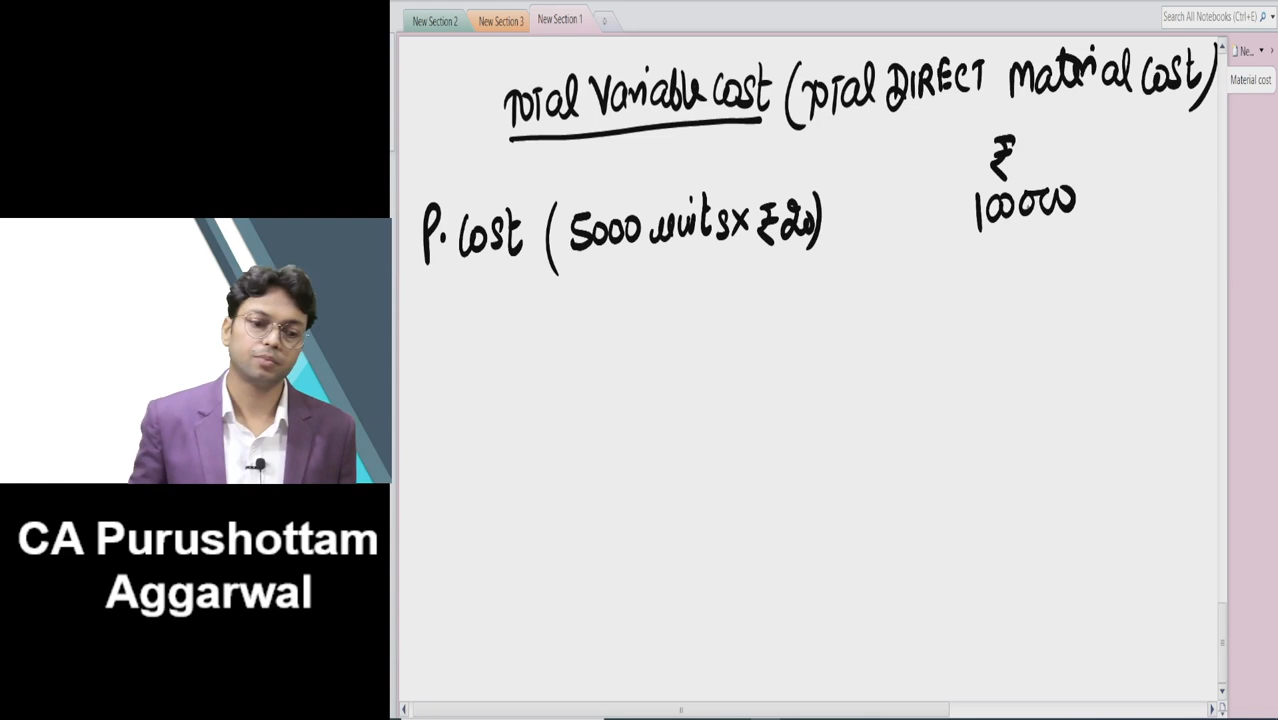 New Section 2
New Section 3
New Section 1
Search All Notebooks (Ctrl+E)
Ne...
Material cost
Total Variable Cost (Total DIRECT Material Cost)
₹
P. Cost (5000 units x ₹20)
100000
CA Purushottam
Aggarwal